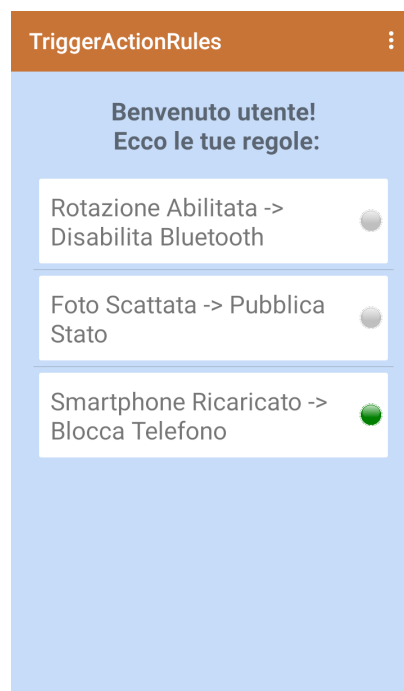 TriggerActionRules
Benvenuto utente!
Ecco le tue regole:
Rotazione Abilitata ->
Disabilita Bluetooth
Foto Scattata -> Pubblica
Stato
Smartphone Ricaricato ->
Blocca Telefono